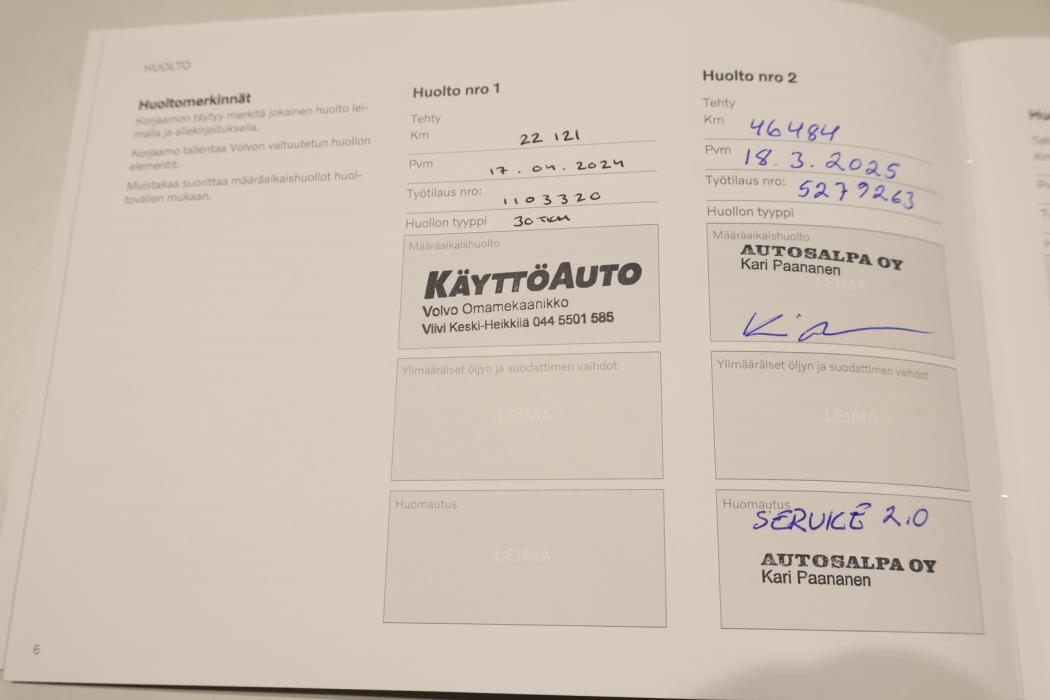 HUOLTO
Huoltomerkinnät
Korjaamon täytyy merkitä jokainen huolto lei-
malla ja allekirjoituksella.
Korjaamo tallentaa Volvon valtuutetun huollon
elementit.
Muistakaa suorittaa määräaikaishuollot huol-
tovälien mukaan.
6
Huolto nro 1
Tehty
Km 22 121
Pvm 17.04.2024
Työtilaus nro: 1103320
Huollon tyyppi 30 TKM
Määräaikaishuolto
KÄYTTÖAUTO
Volvo Omamekaanikko
Viivi Keski-Heikkilä 044 5501 585
Ylimääräiset öljyn ja suodattimen vaihdot
LEIMA
Huomautus
LEIMA
Huolto nro 2
Tehty
Km 46484
Pvm 18.3.2025
Työtilaus nro: 5279263
Huollon tyyppi
Määräaikaishuolto
AUTOSALPA OY
Kari Paananen
LEIMA
Ylimääräiset öljyn ja suodattimen vaihdot
LEIMA
Huomautus
SERVICE 2.0
AUTOSALPA OY
Kari Paananen